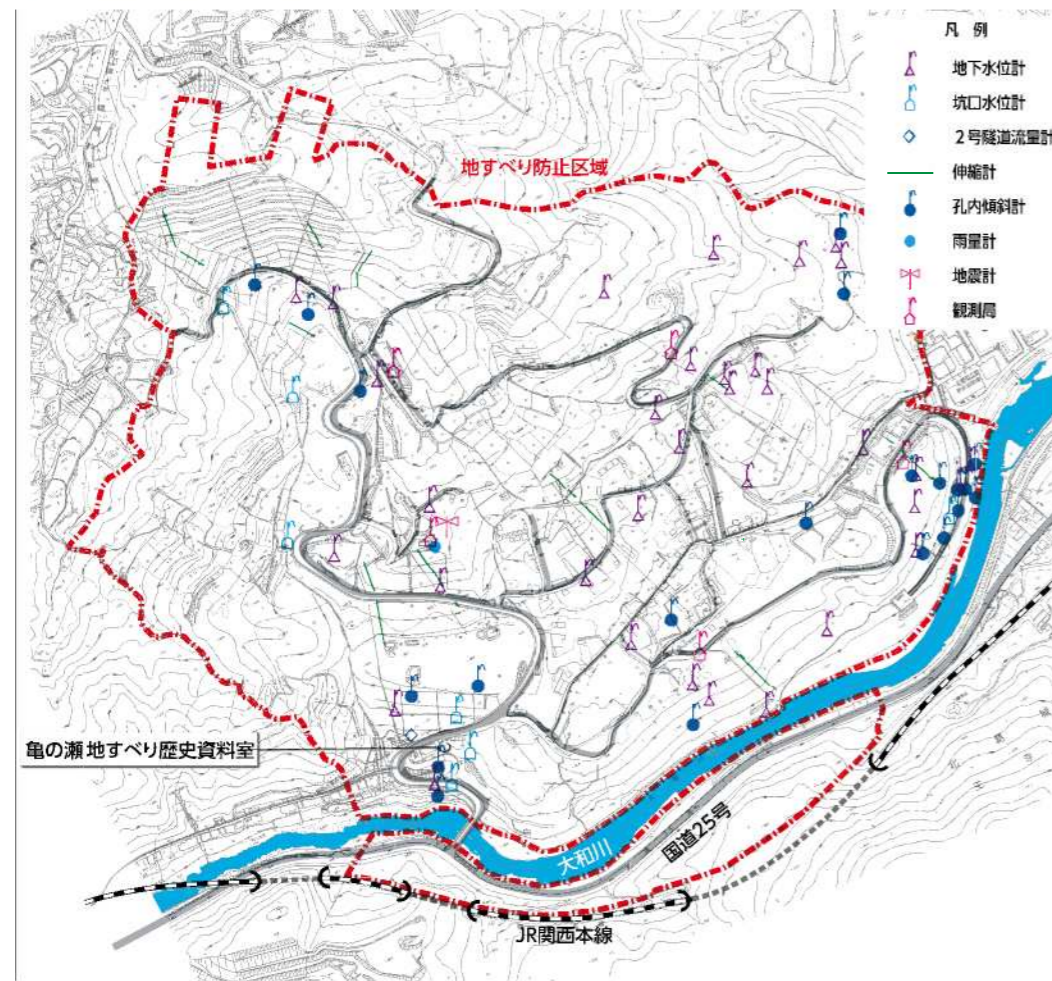 凡 例
地下水位計
坑口水位計
2号隧道流量計
伸縮計
孔内傾斜計
雨量計
地震計
観測局
地すべり防止区域
亀の瀬地すべり歴史資料室
大和川
国道25号
JR関西本線